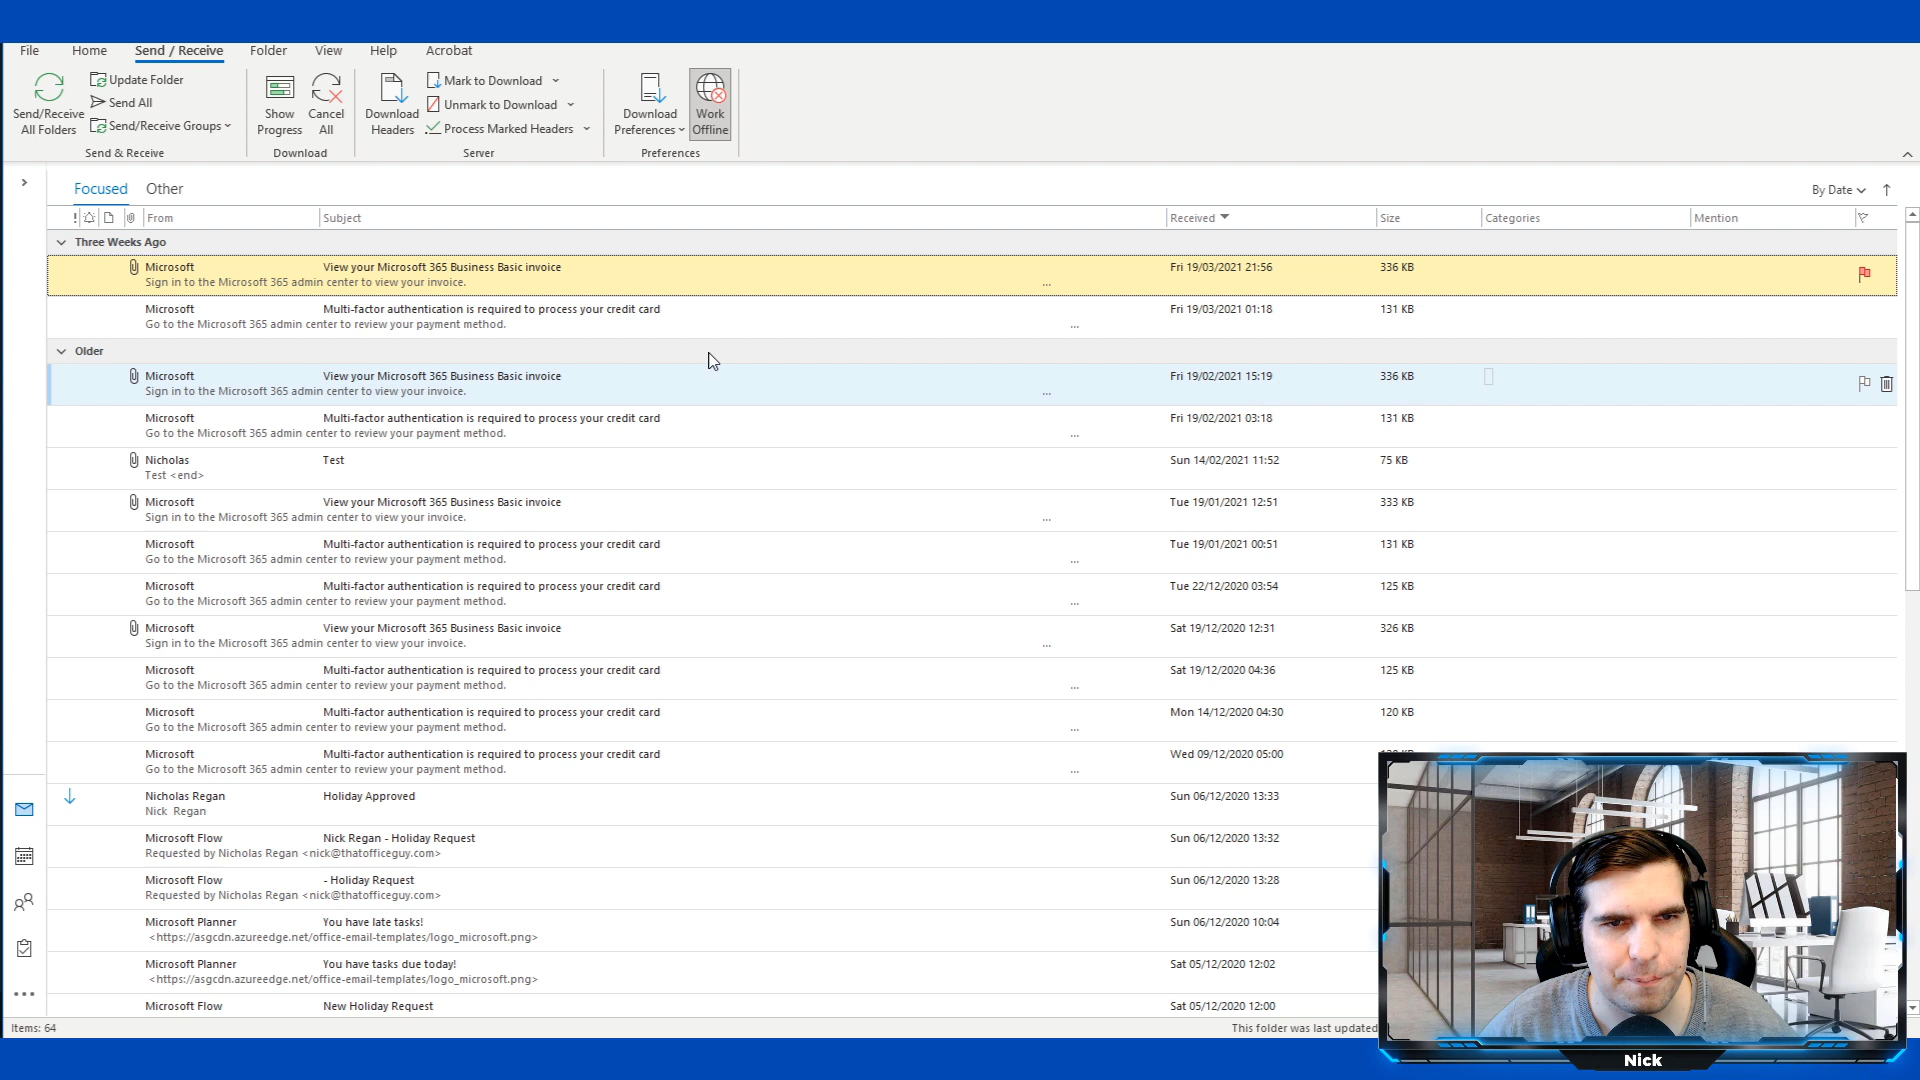 File Home Send / Receive Folder View Help Acrobat
Send/Receive All Folders
Update Folder
Send All
Send/Receive Groups
Send & Receive
Show Progress
Cancel All
Download
Download Headers
Mark to Download
Unmark to Download
Process Marked Headers
Server
Download Preferences
Work Offline
Preferences
Focused Other By Date
! From Subject Received Size Categories Mention
Three Weeks Ago
Microsoft View your Microsoft 365 Business Basic invoice Fri 19/03/2021 21:56 336 KB
Sign in to the Microsoft 365 admin center to view your invoice. ...
Microsoft Multi-factor authentication is required to process your credit card Fri 19/03/2021 01:18 131 KB
Go to the Microsoft 365 admin center to review your payment method. ...
Older
Microsoft View your Microsoft 365 Business Basic invoice Fri 19/02/2021 15:19 336 KB
Sign in to the Microsoft 365 admin center to view your invoice. ...
Microsoft Multi-factor authentication is required to process your credit card Fri 19/02/2021 03:18 131 KB
Go to the Microsoft 365 admin center to review your payment method. ...
Nicholas Test Sun 14/02/2021 11:52 75 KB
Test <end>
Microsoft View your Microsoft 365 Business Basic invoice Tue 19/01/2021 12:51 333 KB
Sign in to the Microsoft 365 admin center to view your invoice. ...
Microsoft Multi-factor authentication is required to process your credit card Tue 19/01/2021 00:51 131 KB
Go to the Microsoft 365 admin center to review your payment method. ...
Microsoft Multi-factor authentication is required to process your credit card Tue 22/12/2020 03:54 125 KB
Go to the Microsoft 365 admin center to review your payment method. ...
Microsoft View your Microsoft 365 Business Basic invoice Sat 19/12/2020 12:31 326 KB
Sign in to the Microsoft 365 admin center to view your invoice. ...
Microsoft Multi-factor authentication is required to process your credit card Sat 19/12/2020 04:36 125 KB
Go to the Microsoft 365 admin center to review your payment method. ...
Microsoft Multi-factor authentication is required to process your credit card Mon 14/12/2020 04:30 120 KB
Go to the Microsoft 365 admin center to review your payment method. ...
Microsoft Multi-factor authentication is required to process your credit card Wed 09/12/2020 05:00
Go to the Microsoft 365 admin center to review your payment method. ...
Nicholas Regan Holiday Approved Sun 06/12/2020 13:33
Nick Regan
Microsoft Flow Nick Regan - Holiday Request Sun 06/12/2020 13:32
Requested by Nicholas Regan <nick@thatofficeguy.com>
Microsoft Flow - Holiday Request Sun 06/12/2020 13:28
Requested by Nicholas Regan <nick@thatofficeguy.com>
Microsoft Planner You have late tasks! Sun 06/12/2020 10:04
<https://asgcdn.azureedge.net/office-email-templates/logo_microsoft.png>
Microsoft Planner You have tasks due today! Sat 05/12/2020 12:02
<https://asgcdn.azureedge.net/office-email-templates/logo_microsoft.png>
Microsoft Flow New Holiday Request Sat 05/12/2020 12:00
Items: 64 This folder was last updated
Nick